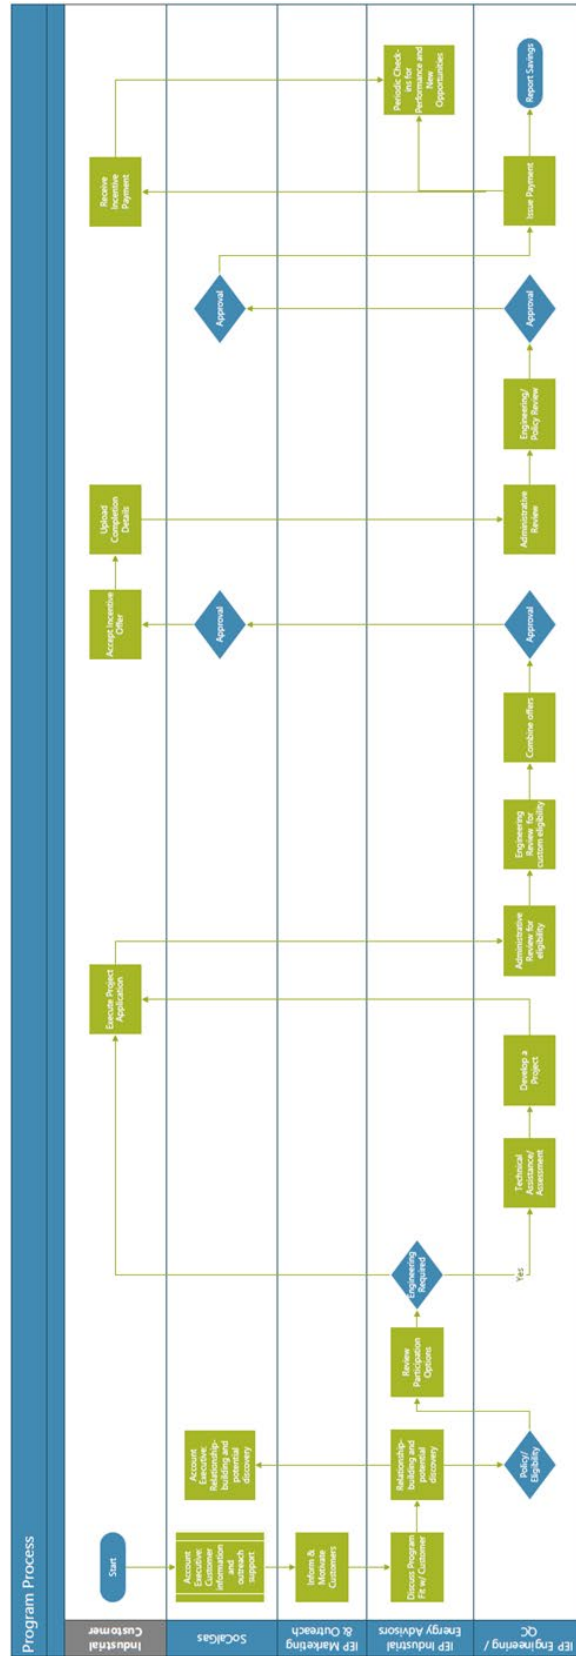 Program Process
Industrial
Customer
Start
Execute Project
Application
Accept Incentive
Offer
Upload
Completion
Details
Receive
Incentive
Payment
SoCalGas
Account
Executive:
Customer
information
and
outreach
support
Account
Executive:
Relationship-
building and
potential
discovery
Approval
Approval
IEP Marketing
& Outreach
Inform &
Motivate
Customers
IEP Industrial
Energy Advisors
Discuss Program
Fit w/ Customer
Relationship-
building and
potential
discovery
Review
Participation
Options
Engineering
Required
Periodic Check-
ins for
Performance and
New
Opportunities
IEP Engineering /
QC
Policy/
Eligibility
Yes
Technical
Assistance/
Assessment
Develop a
Project
Administrative
Review for
eligibility
Engineering
Review for
custom eligibility
Combine offers
Approval
Administrative
Review
Engineering/
Policy Review
Approval
Issue Payment
Report Savings